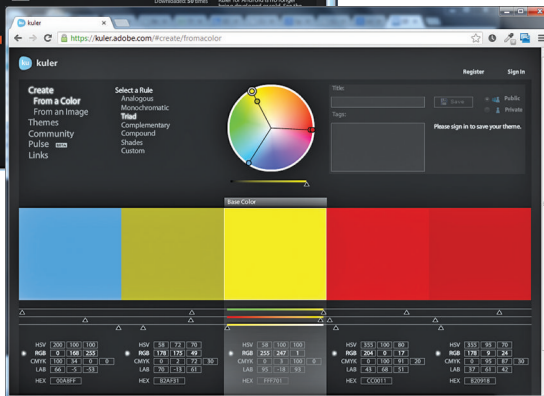 Downloaded 50 times
kuler
https://kuler.adobe.com/#create/fromacolor
ku kuler
Register Sign In
Create
From a Color
From an Image
Themes
Community
Pulse BETA
Links
Select a Rule
Analogous
Monochromatic
Triad
Complementary
Compound
Shades
Custom
Title:
Tags:
Save
Public
Private
Please sign in to save your theme.
Base Color
HSV 200 100 100
RGB 0 168 255
CMYK 100 34 0 0
LAB 66 -5 -53
HEX 00A8FF
HSV 58 72 70
RGB 178 175 49
CMYK 0 2 72 30
LAB 70 -13 61
HEX B2AF31
HSV 58 100 100
RGB 255 247 1
CMYK 0 3 100 0
LAB 95 -18 93
HEX FFF701
HSV 355 100 80
RGB 204 0 17
CMYK 0 100 91 20
LAB 43 68 51
HEX CC0011
HSV 355 95 70
RGB 178 9 24
CMYK 0 95 87 30
LAB 37 61 42
HEX B20918